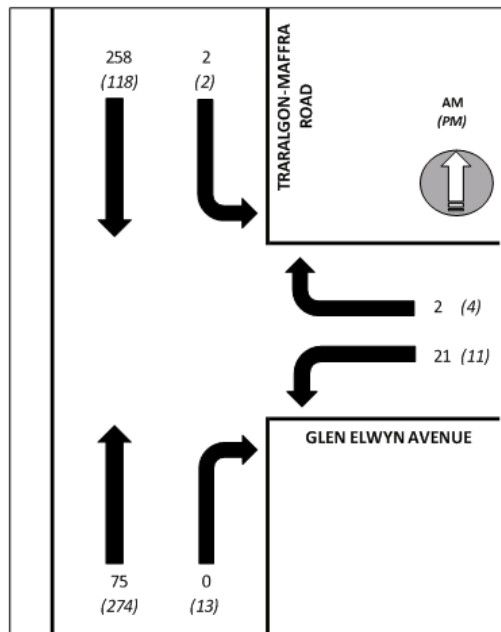 258
(118)
2
(2)
TRARALGON-MAFFRA
ROAD
AM
(PM)
2 (4)
21 (11)
GLEN ELWYN AVENUE
75
(274)
0
(13)